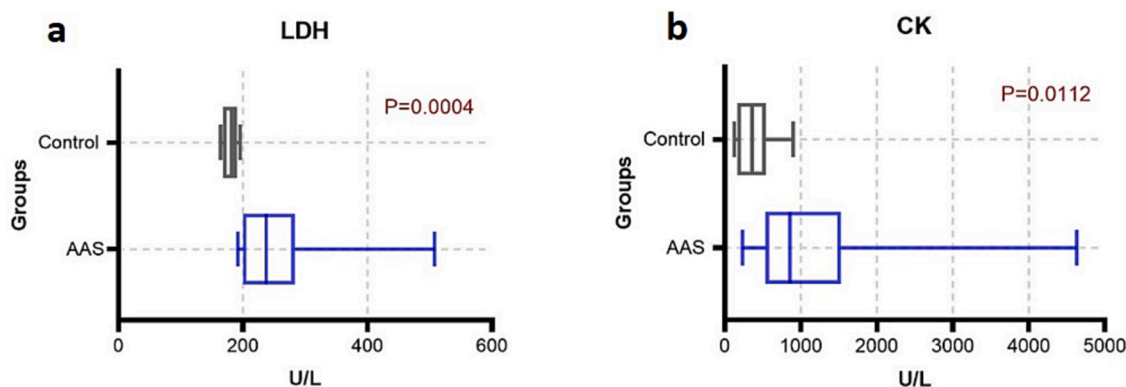 a
LDH
P=0.0004
Groups
Control
AAS
0 200 400 600
U/L
b
CK
P=0.0112
Groups
Control
AAS
0 1000 2000 3000 4000 5000
U/L